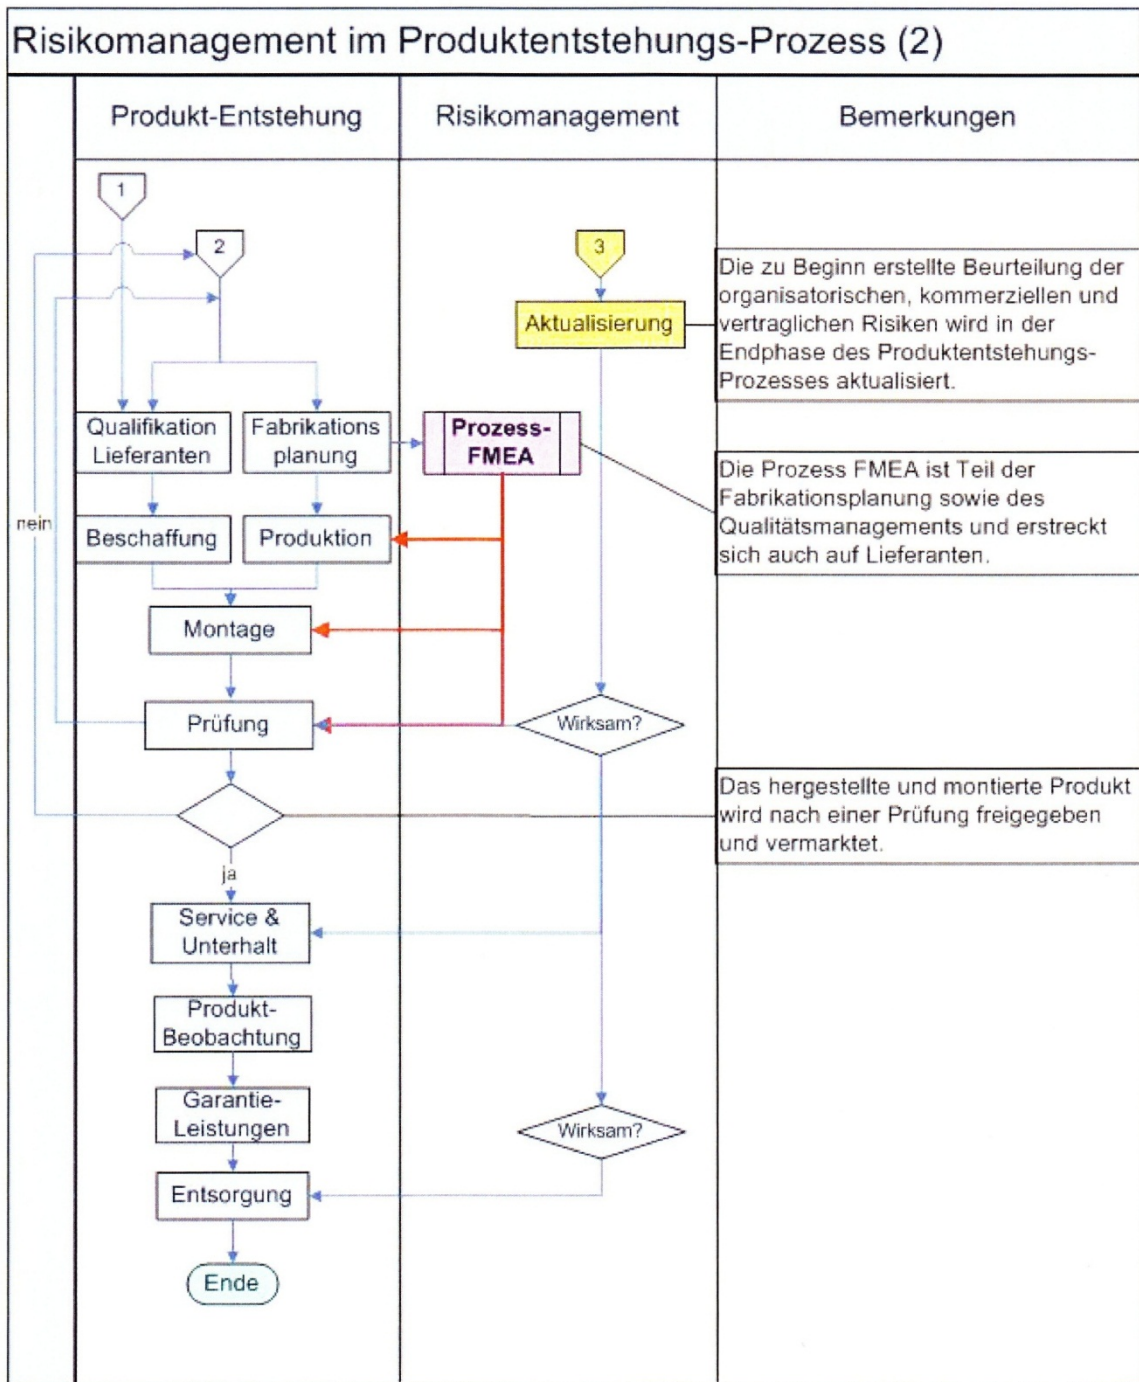 Risikomanagement im Produktentstehungs-Prozess (2)
Produkt-Entstehung
Risikomanagement
Bemerkungen
1
2
3
Aktualisierung
Die zu Beginn erstellte Beurteilung der
organisatorischen, kommerziellen und
vertraglichen Risiken wird in der
Endphase des Produktentstehungs-
Prozesses aktualisiert.
Qualifikation
Lieferanten
Fabrikations
planung
Prozess-
FMEA
Die Prozess FMEA ist Teil der
Fabrikationsplanung sowie des
Qualitätsmanagements und erstreckt
sich auch auf Lieferanten.
nein
Beschaffung
Produktion
Montage
Prüfung
Wirksam?
Das hergestellte und montierte Produkt
wird nach einer Prüfung freigegeben
und vermarktet.
ja
Service &
Unterhalt
Produkt-
Beobachtung
Garantie-
Leistungen
Wirksam?
Entsorgung
Ende